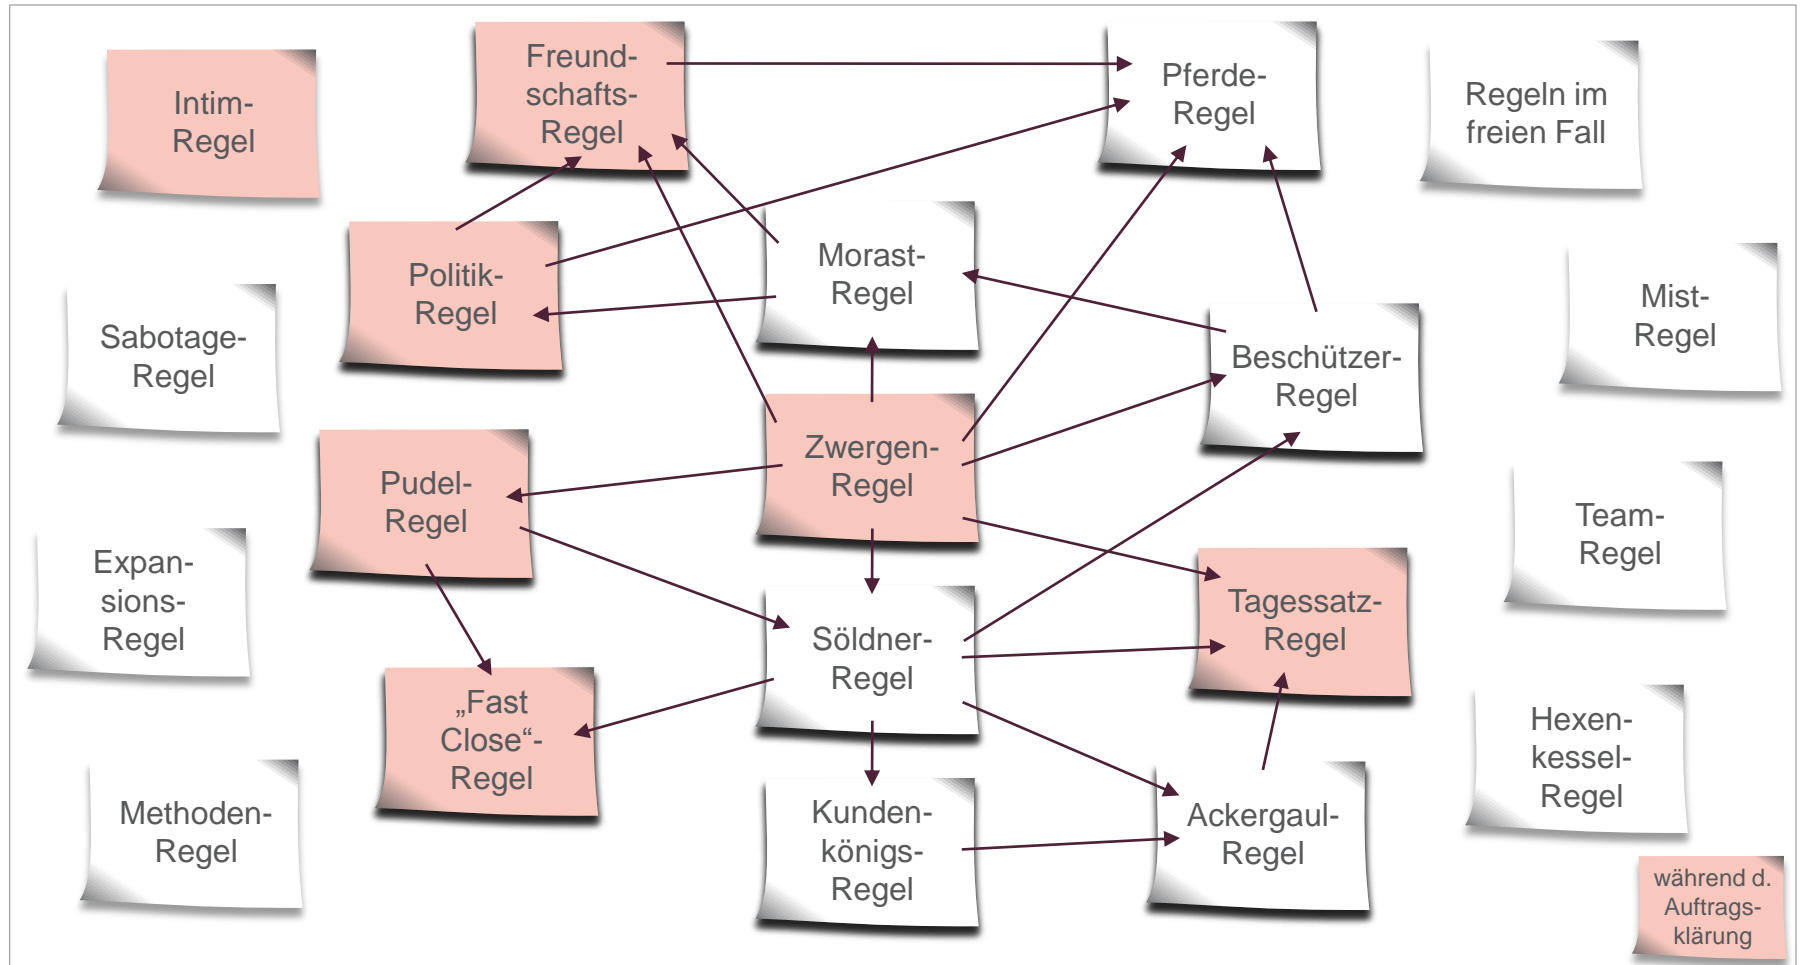 Intim-
Regel
Freund-
schafts-
Regel
Pferde-
Regel
Regeln im
freien Fall
Politik-
Regel
Morast-
Regel
Sabotage-
Regel
Beschützer-
Regel
Mist-
Regel
Pudel-
Regel
Zwergen-
Regel
Team-
Regel
Expan-
sions-
Regel
Söldner-
Regel
Tagessatz-
Regel
„Fast
Close“-
Regel
Hexen-
kessel-
Regel
Methoden-
Regel
Kunden-
königs-
Regel
Ackergaul-
Regel
während d.
Auftrags-
klärung